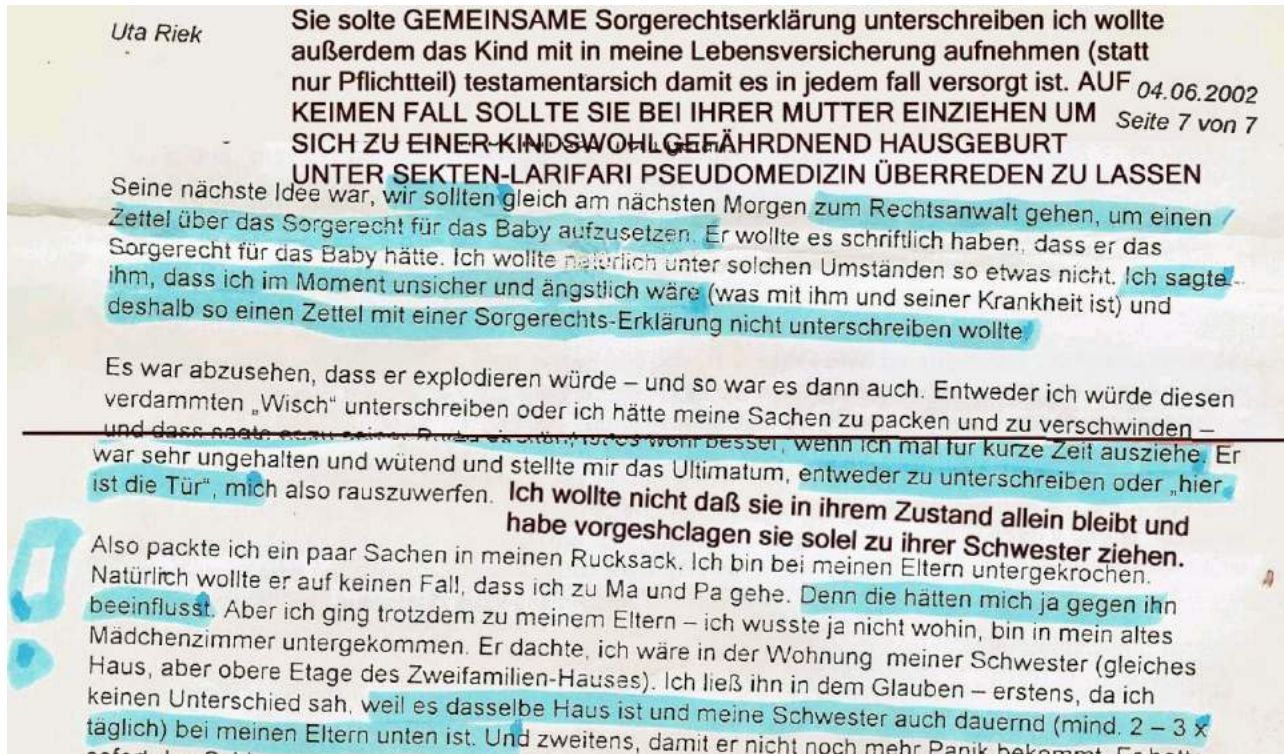 Uta Riek
Sie solte GEMEINSAME Sorgerechtserklärung unterschreiben ich wollte
außerdem das Kind mit in meine Lebensversicherung aufnehmen (statt
nur Pflichtteil) testamentarsich damit es in jedem fall versorgt ist. AUF
04.06.2002
KEIMEN FALL SOLLTE SIE BEI IHRER MUTTER EINZIEHEN UM
Seite 7 von 7
SICH ZU EINER KINDSWOHLGEFÄHRDNEND HAUSGEBURT
UNTER SEKTEN-LARIFARI PSEUDOMEDIZIN ÜBERREDEN ZU LASSEN
Seine nächste Idee war, wir sollten gleich am nächsten Morgen zum Rechtsanwalt gehen, um einen
Zettel über das Sorgerecht für das Baby aufzusetzen. Er wollte es schriftlich haben, dass er das
Sorgerecht für das Baby hätte. Ich wollte natürlich unter solchen Umständen so etwas nicht. Ich sagte
ihm, dass ich im Moment unsicher und ängstlich wäre (was mit ihm und seiner Krankheit ist) und
deshalb so einen Zettel mit einer Sorgerechts-Erklärung nicht unterschreiben wollte
Es war abzusehen, dass er explodieren würde – und so war es dann auch. Entweder ich würde diesen
verdammten „Wisch“ unterschreiben oder ich hätte meine Sachen zu packen und zu verschwinden –
und dass sagte er zu seiner wohl besser, wenn ich mal für kurze Zeit ausziehe. Er
war sehr ungehalten und wütend und stellte mir das Ultimatum, entweder zu unterschreiben oder „hier
ist die Tür“, mich also rauszuwerfen.
Ich wollte nicht daß sie in ihrem Zustand allein bleibt und
habe vorgeshclagen sie solel zu ihrer Schwester ziehen.
Also packte ich ein paar Sachen in meinen Rucksack. Ich bin bei meinen Eltern untergekrochen.
Natürlich wollte er auf keinen Fall, dass ich zu Ma und Pa gehe. Denn die hätten mich ja gegen ihn
beeinflusst. Aber ich ging trotzdem zu meinem Eltern – ich wusste ja nicht wohin, bin in mein altes
Mädchenzimmer untergekommen. Er dachte, ich wäre in der Wohnung meiner Schwester (gleiches
Haus, aber obere Etage des Zweifamilien-Hauses). Ich ließ ihn in dem Glauben – erstens, da ich
keinen Unterschied sah, weil es dasselbe Haus ist und meine Schwester auch dauernd (mind. 2 – 3 x
täglich) bei meinen Eltern unten ist. Und zweitens, damit er nicht noch mehr Panik bekommt.